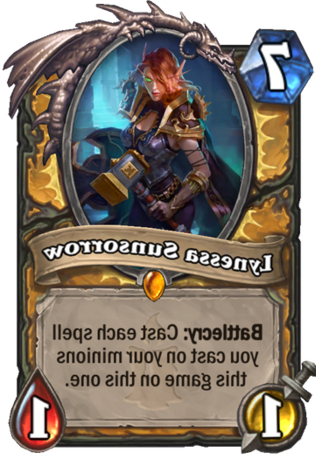 7
Lynessa Sunsorrow
Battlecry: Cast each spell
you cast on your minions
this game on this one.
1
1